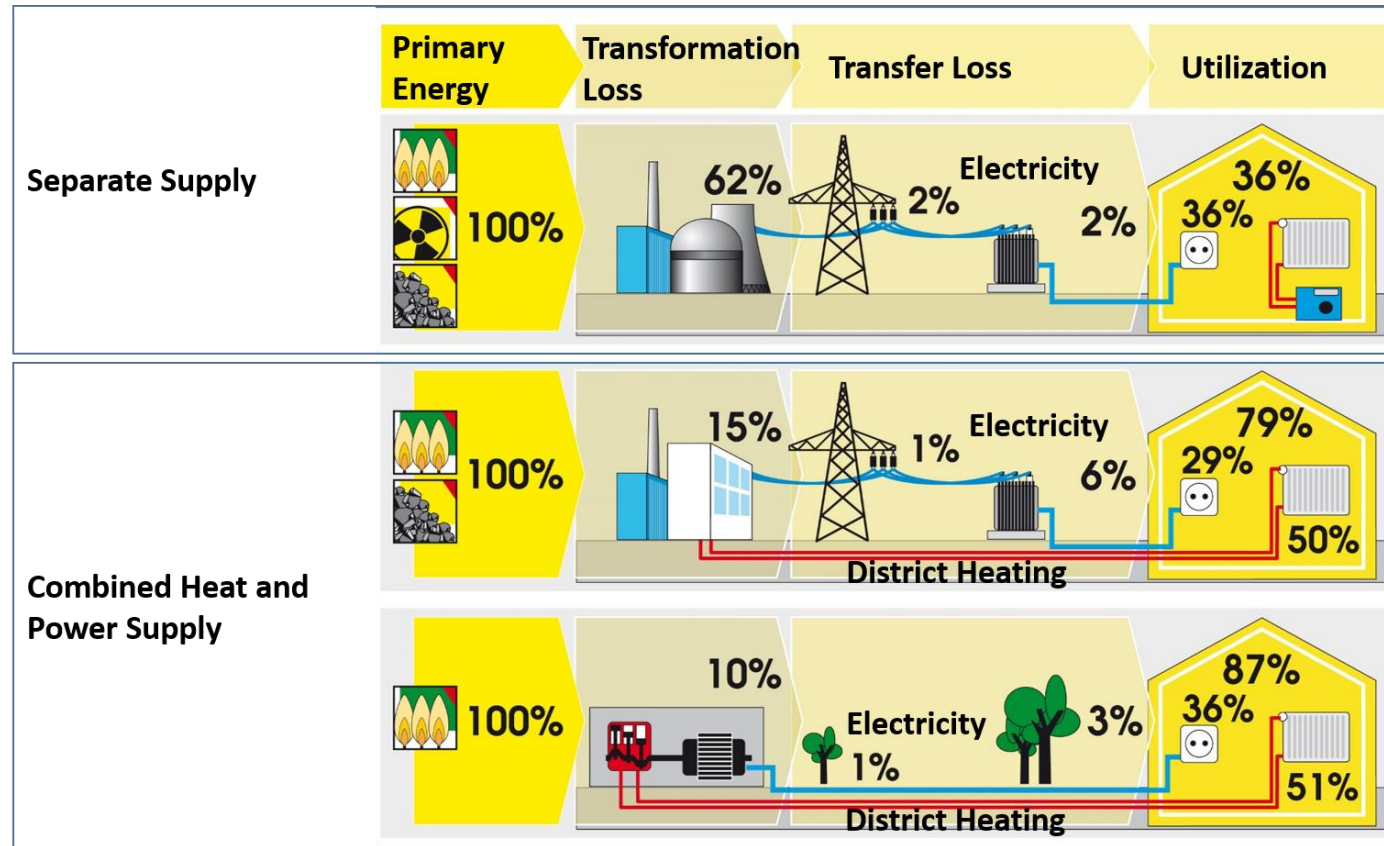 Primary
Energy
Transformation
Loss
Transfer Loss
Utilization
Separate Supply
100%
62%
2%
Electricity
2%
36%
36%
Combined Heat and
Power Supply
100%
15%
1%
Electricity
6%
79%
29%
50%
District Heating
100%
10%
Electricity
1%
3%
87%
36%
51%
District Heating